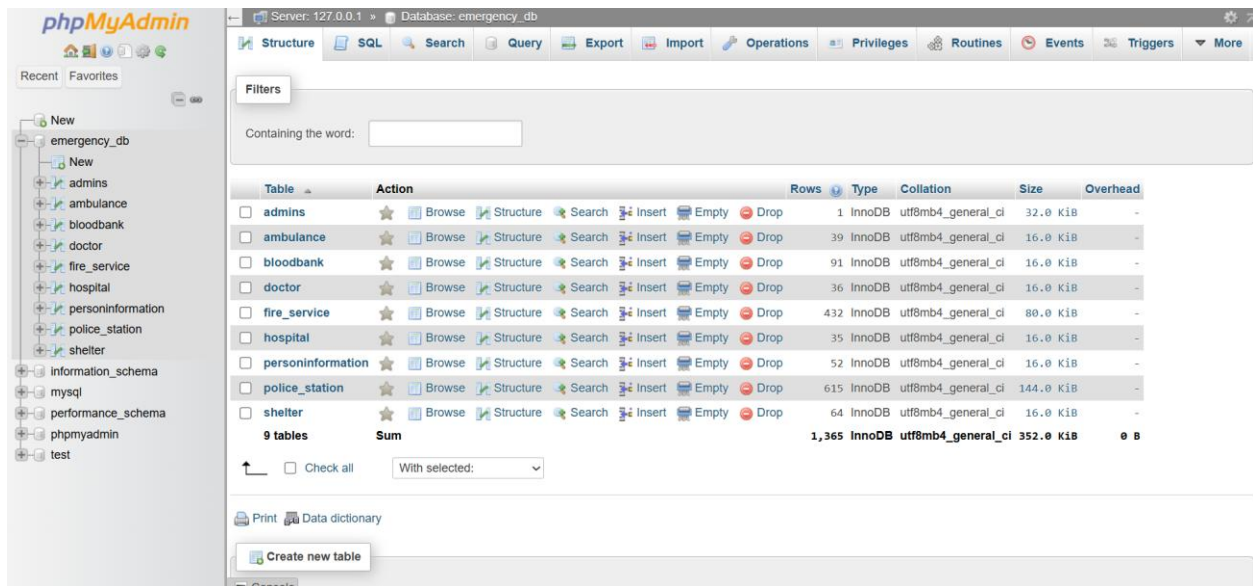 phpMyAdmin
Recent Favorites
New
emergency_db
New
admins
ambulance
bloodbank
doctor
fire_service
hospital
personinformation
police_station
shelter
information_schema
mysql
performance_schema
phpmyadmin
test
Server: 127.0.0.1 » Database: emergency_db
Structure SQL Search Query Export Import Operations Privileges Routines Events Triggers More
Filters
Containing the word:
Table Action Rows Type Collation Size Overhead
admins Browse Structure Search Insert Empty Drop 1 InnoDB utf8mb4_general_ci 32.0 KiB -
ambulance Browse Structure Search Insert Empty Drop 39 InnoDB utf8mb4_general_ci 16.0 KiB -
bloodbank Browse Structure Search Insert Empty Drop 91 InnoDB utf8mb4_general_ci 16.0 KiB -
doctor Browse Structure Search Insert Empty Drop 36 InnoDB utf8mb4_general_ci 16.0 KiB -
fire_service Browse Structure Search Insert Empty Drop 432 InnoDB utf8mb4_general_ci 80.0 KiB -
hospital Browse Structure Search Insert Empty Drop 35 InnoDB utf8mb4_general_ci 16.0 KiB -
personinformation Browse Structure Search Insert Empty Drop 52 InnoDB utf8mb4_general_ci 16.0 KiB -
police_station Browse Structure Search Insert Empty Drop 615 InnoDB utf8mb4_general_ci 144.0 KiB -
shelter Browse Structure Search Insert Empty Drop 64 InnoDB utf8mb4_general_ci 16.0 KiB -
9 tables Sum 1,365 InnoDB utf8mb4_general_ci 352.0 KiB 0 B
Check all With selected:
Print Data dictionary
Create new table
Console